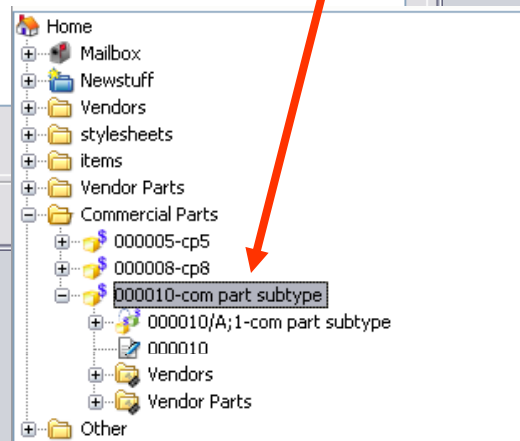 Home
Mailbox
Newstuff
Vendors
stylesheets
items
Vendor Parts
Commercial Parts
000005-cp5
000008-cp8
000010-com part subtype
000010/A;1-com part subtype
000010
Vendors
Vendor Parts
Other